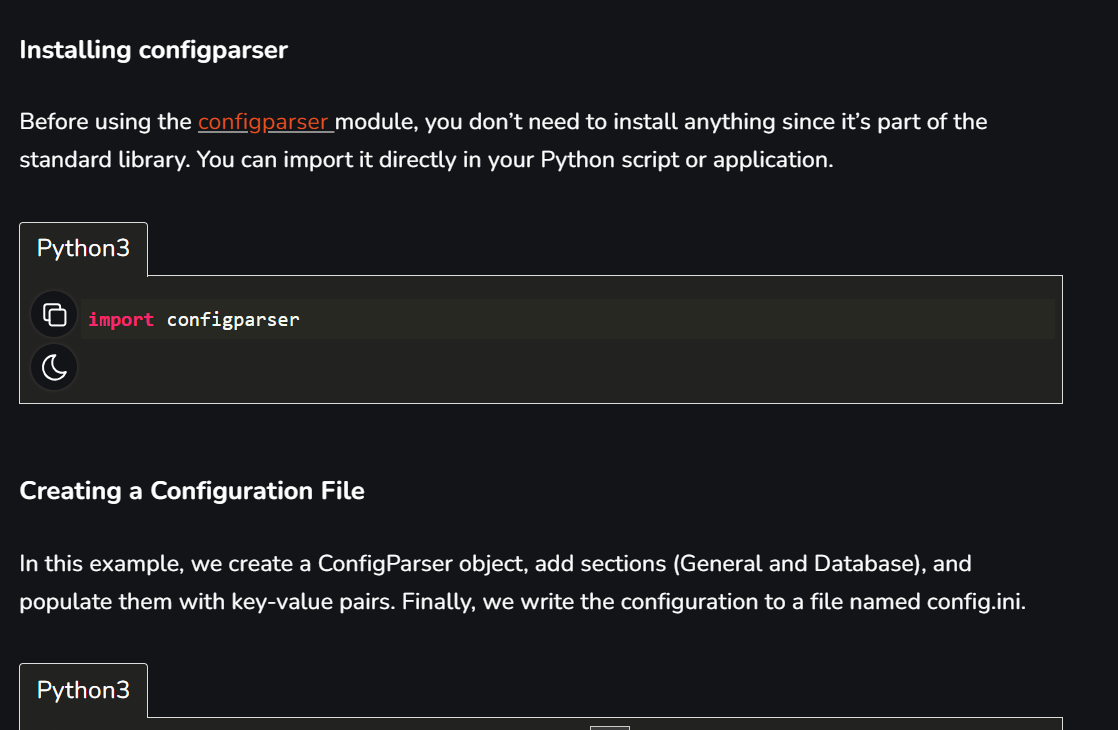 Installing configparser
Before using the configparser module, you don’t need to install anything since it’s part of the
standard library. You can import it directly in your Python script or application.
Python3
import configparser
Creating a Configuration File
In this example, we create a ConfigParser object, add sections (General and Database), and
populate them with key-value pairs. Finally, we write the configuration to a file named config.ini.
Python3